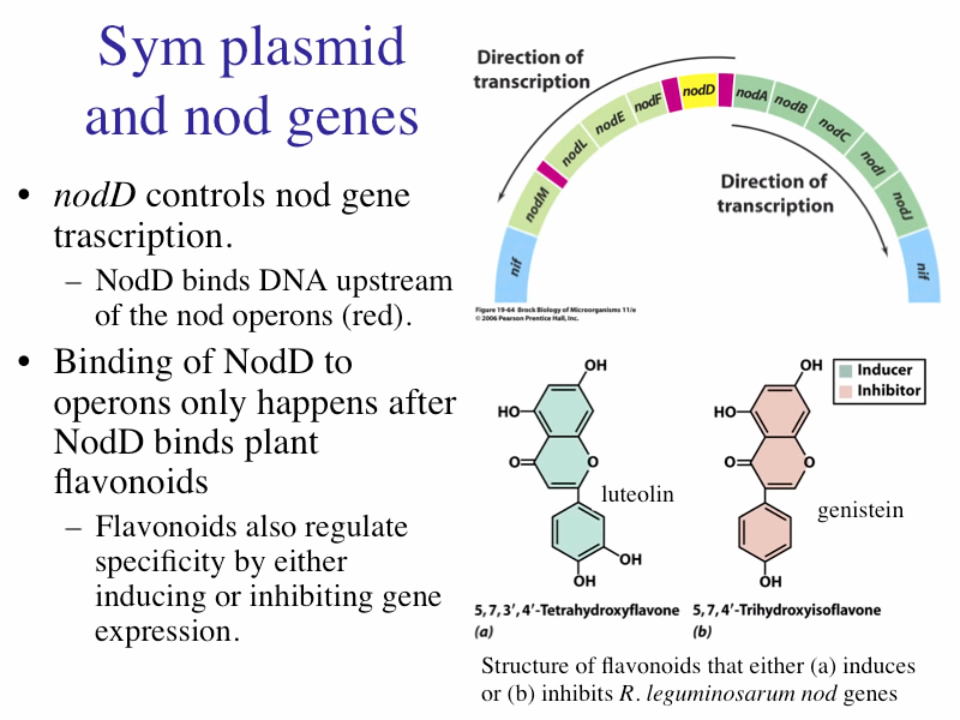 Sym plasmid
and nod genes
• nodD controls nod gene
trascription.
– NodD binds DNA upstream
of the nod operons (red).
• Binding of NodD to
operons only happens after
NodD binds plant
flavonoids
– Flavonoids also regulate
specificity by either
inducing or inhibiting gene
expression.
Direction of
transcription
nif
nodM
nodL
nodE
nodF
nodD
nodA
nodB
nodC
nodI
nodJ
nif
Direction of
transcription
Figure 19-64 Brock Biology of Microorganisms 11/e
© 2006 Pearson Prentice Hall, Inc.
OH
HO
O
O
luteolin
OH
OH
5, 7, 3′, 4′-Tetrahydroxyflavone
(a)
OH
HO
O
O
genistein
OH
5, 7, 4′-Trihydroxyisoflavone
(b)
Inducer
Inhibitor
Structure of flavonoids that either (a) induces
or (b) inhibits R. leguminosarum nod genes